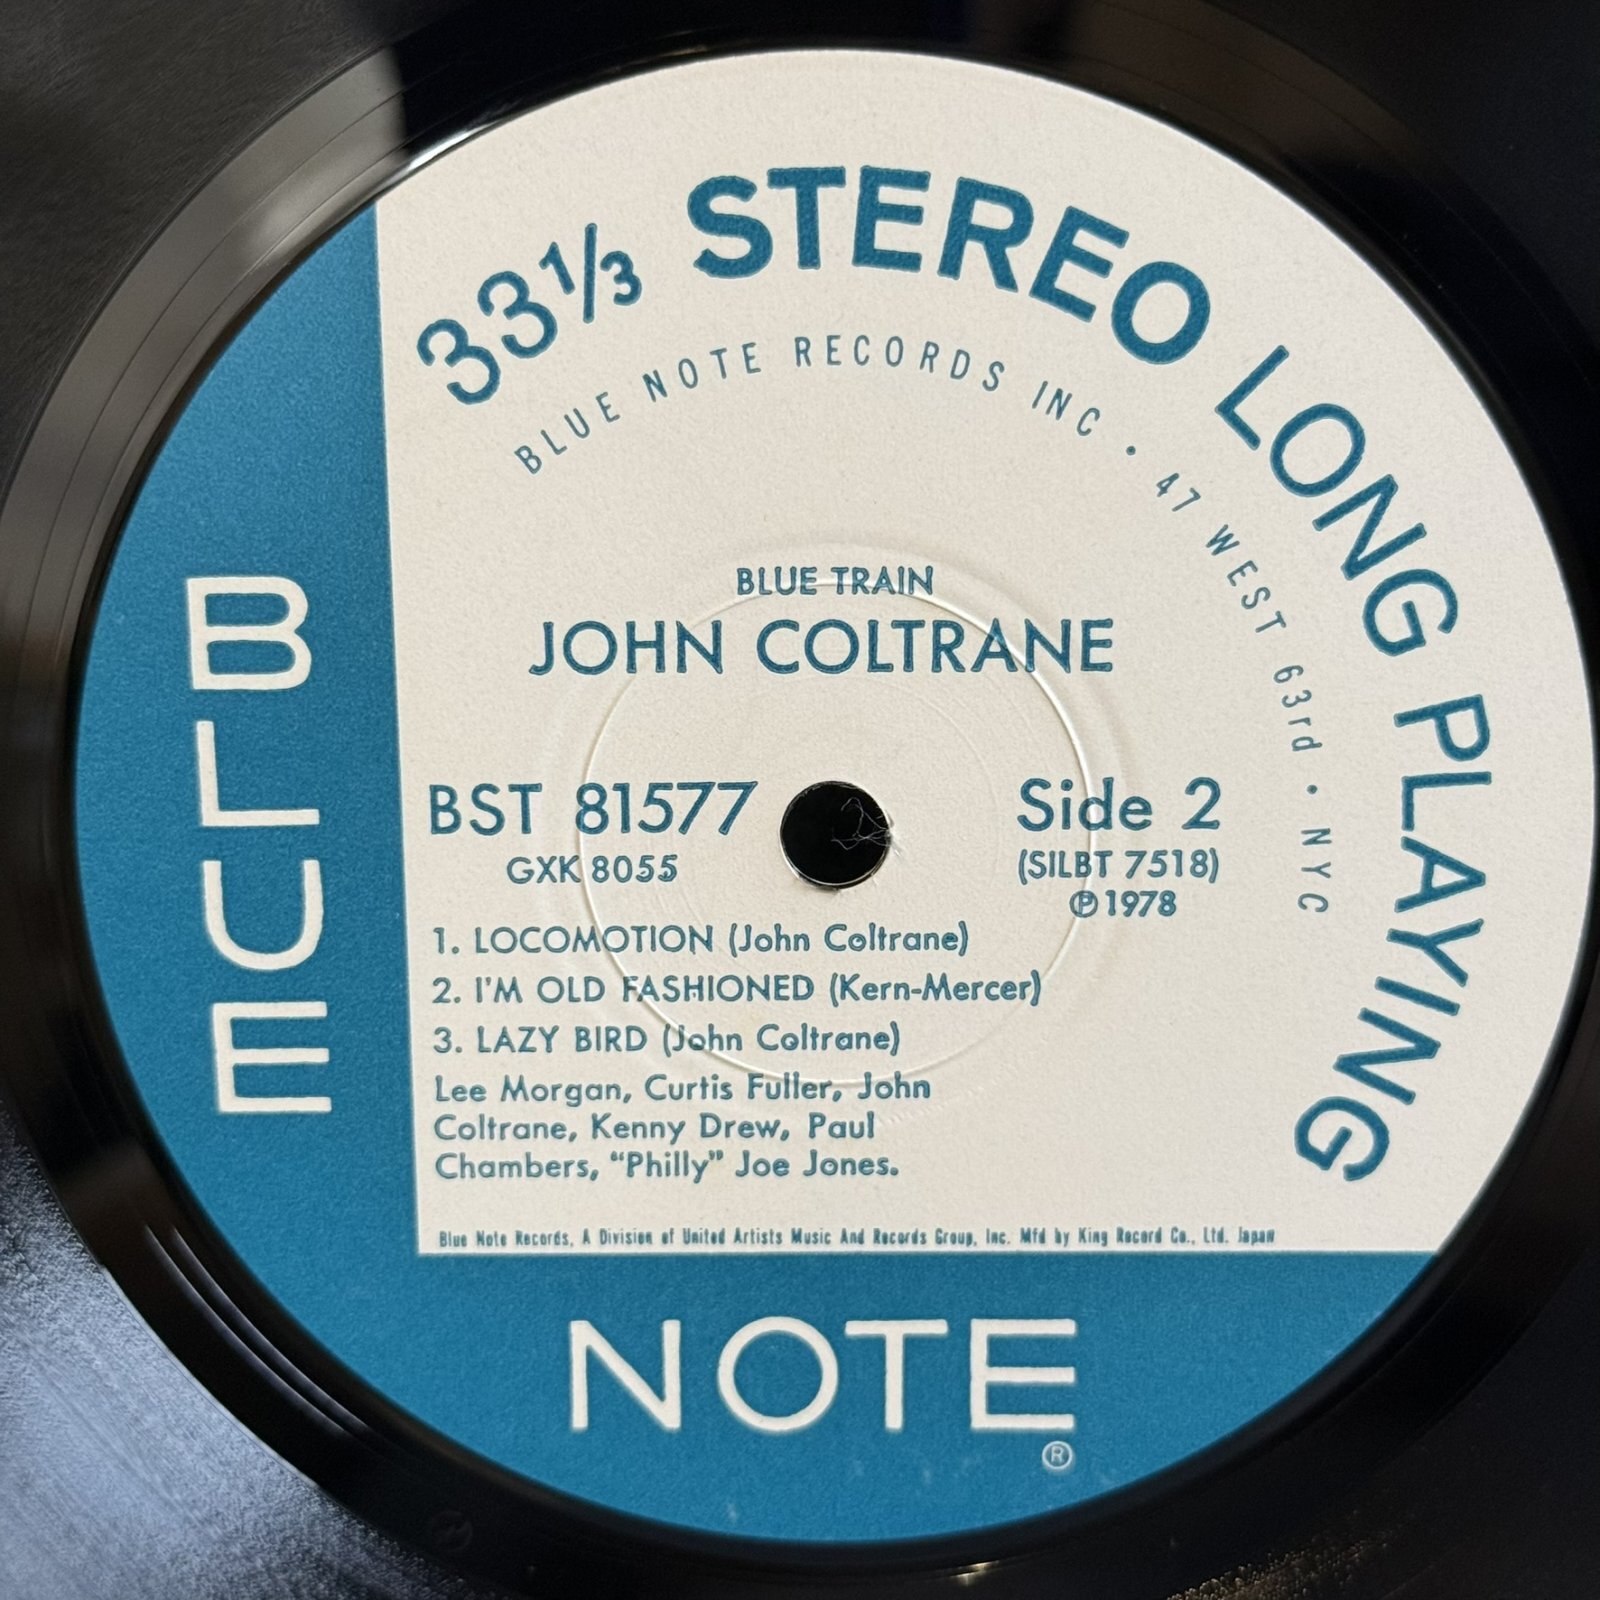 33⅓ STEREO LONG PLAYING
BLUE NOTE RECORDS INC · 47 WEST 63rd · NYC
BLUE TRAIN
JOHN COLTRANE
BST 81577
GXK 8055
Side 2
(SILBT 7518)
℗1978
1. LOCOMOTION (John Coltrane)
2. I'M OLD FASHIONED (Kern-Mercer)
3. LAZY BIRD (John Coltrane)
Lee Morgan, Curtis Fuller, John
Coltrane, Kenny Drew, Paul
Chambers, “Philly” Joe Jones.
Blue Note Records, A Division of United Artists Music And Records Group, Inc. Mfd by King Record Co., Ltd. Japan
BLUE
NOTE
®